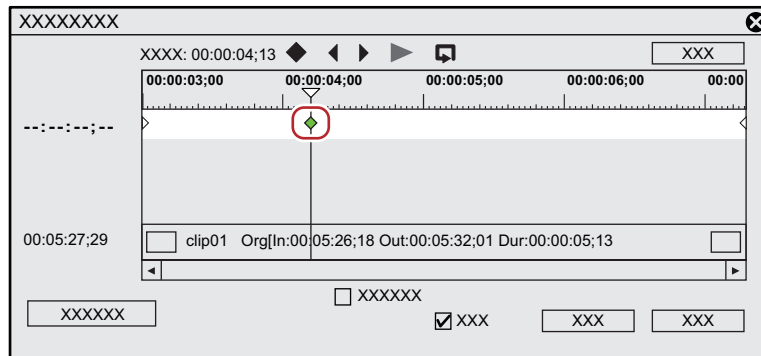 XXXXXXXX
XXXX: 00:00:04;13
XXX
00:00:03;00 00:00:04;00 00:00:05;00 00:00:06;00 00:00
--:--:--;--
00:05:27;29
clip01 Org[In:00:05:26;18 Out:00:05:32;01 Dur:00:00:05;13
XXXXXX
XXXXXX
XXX
XXX
XXX